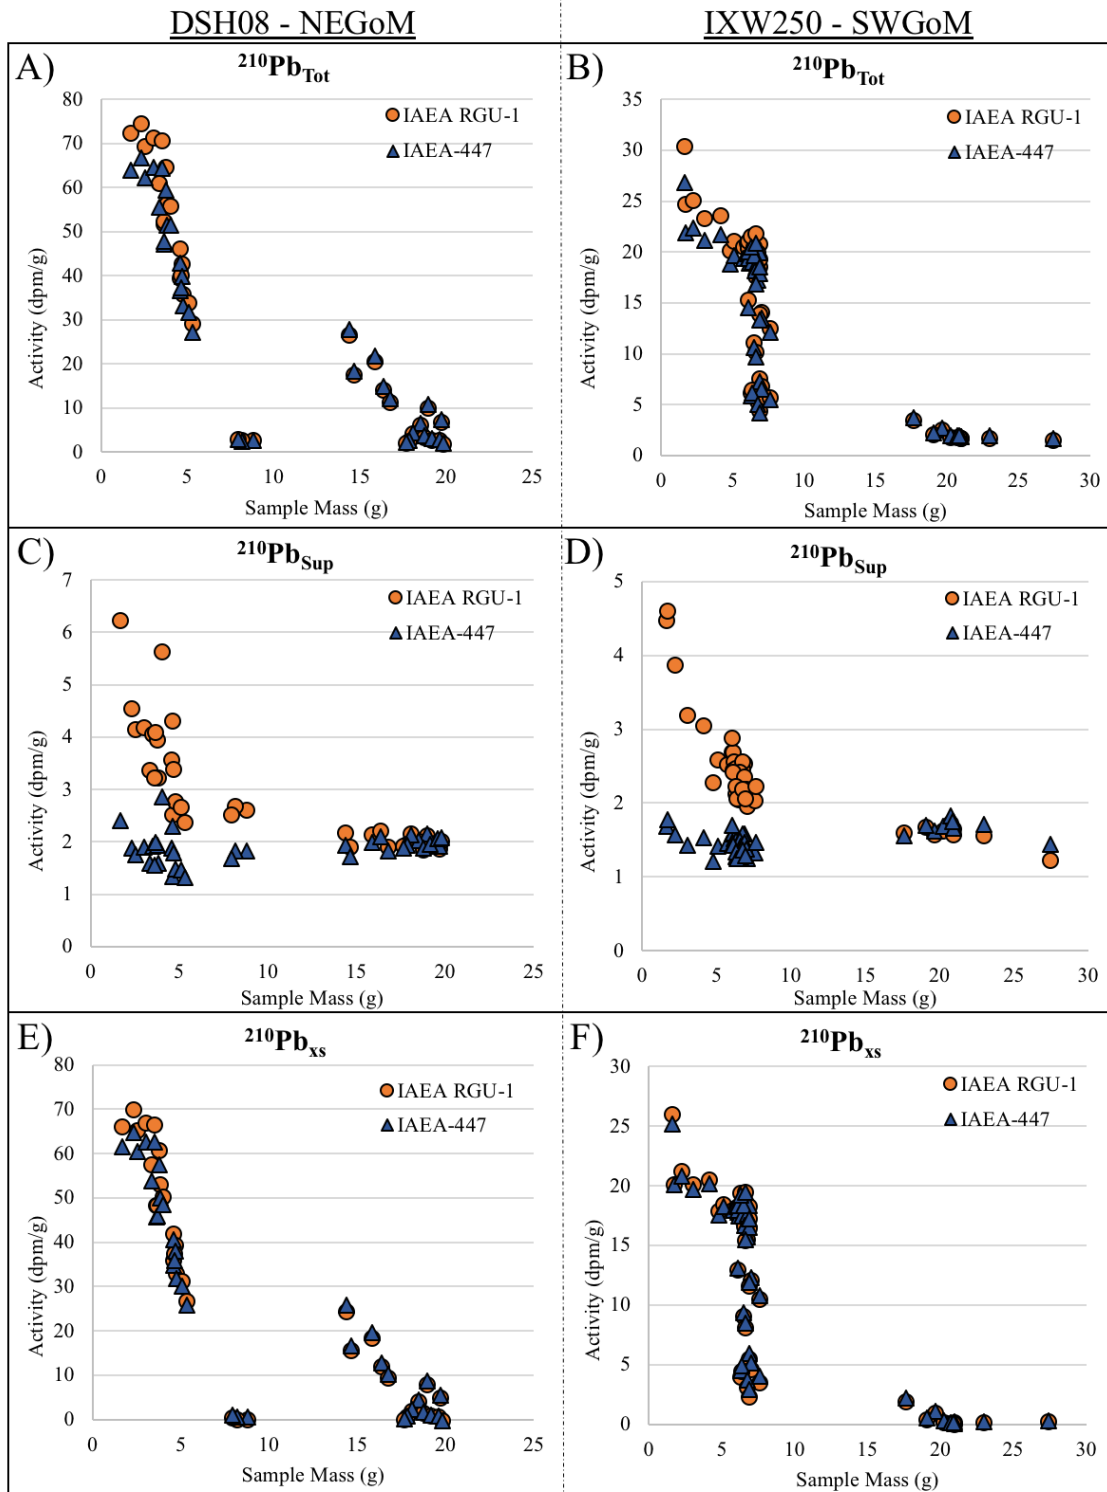 DSH08 - NEGoM IXW250 - SWGoM
A) ²¹⁰Pb_Tot
80
70
60
50
40
30
20
10
0
Activity (dpm/g)
IAEA RGU-1
IAEA-447
0 5 10 15 20 25
Sample Mass (g)
B) ²¹⁰Pb_Tot
35
30
25
20
15
10
5
0
Activity (dpm/g)
IAEA RGU-1
IAEA-447
0 5 10 15 20 25 30
Sample Mass (g)
C) ²¹⁰Pb_Sup
7
6
5
4
3
2
1
0
Activity (dpm/g)
IAEA RGU-1
IAEA-447
0 5 10 15 20 25
Sample Mass (g)
D) ²¹⁰Pb_Sup
5
4
3
2
1
0
Activity (dpm/g)
IAEA RGU-1
IAEA-447
0 5 10 15 20 25 30
Sample Mass (g)
E) ²¹⁰Pb_xs
80
70
60
50
40
30
20
10
0
Activity (dpm/g)
IAEA RGU-1
IAEA-447
0 5 10 15 20 25
Sample Mass (g)
F) ²¹⁰Pb_xs
30
25
20
15
10
5
0
Activity (dpm/g)
IAEA RGU-1
IAEA-447
0 5 10 15 20 25 30
Sample Mass (g)